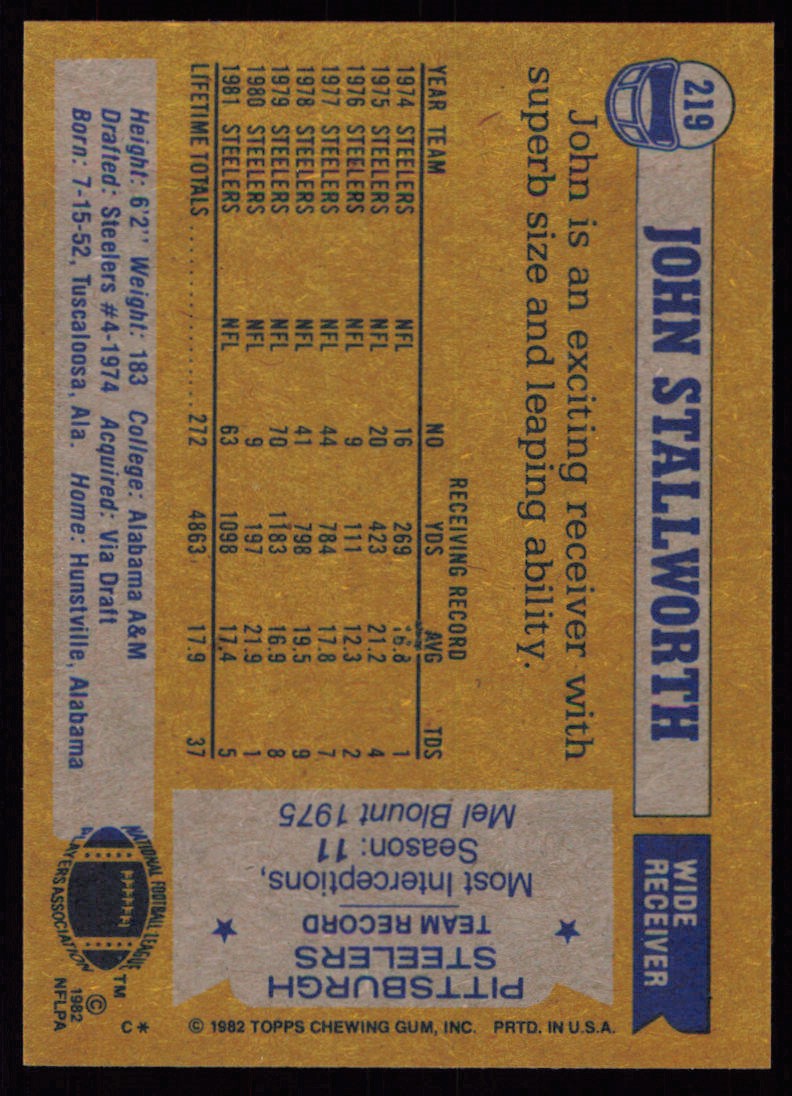 219
JOHN STALLWORTH
WIDE
RECEIVER
John is an exciting receiver with
superb size and leaping ability.
RECEIVING RECORD
YEAR TEAM NO YDS AVG TDS
1974 STEELERS NFL 16 269 16.8 1
1975 STEELERS NFL 20 423 21.2 4
1976 STEELERS NFL 9 111 12.3 2
1977 STEELERS NFL 44 784 17.8 7
1978 STEELERS NFL 41 798 19.5 9
1979 STEELERS NFL 70 1183 16.9 8
1980 STEELERS NFL 9 197 21.9 1
1981 STEELERS NFL 63 1098 17.4 5
LIFETIME TOTALS .................. 272 4863 17.9 37
Height: 6'2" Weight: 183 College: Alabama A&M
Drafted: Steelers #4-1974 Acquired: Via Draft
Born: 7-15-52, Tuscaloosa, Ala. Home: Hunstville, Alabama
PITTSBURGH
STEELERS
TEAM RECORD
Most Interceptions,
Season: 11
Mel Blount 1975
NATIONAL FOOTBALL LEAGUE
PLAYERS ASSOCIATION
TM
© 1982
NFLPA
C*
© 1982 TOPPS CHEWING GUM, INC. PRTD. IN U.S.A.